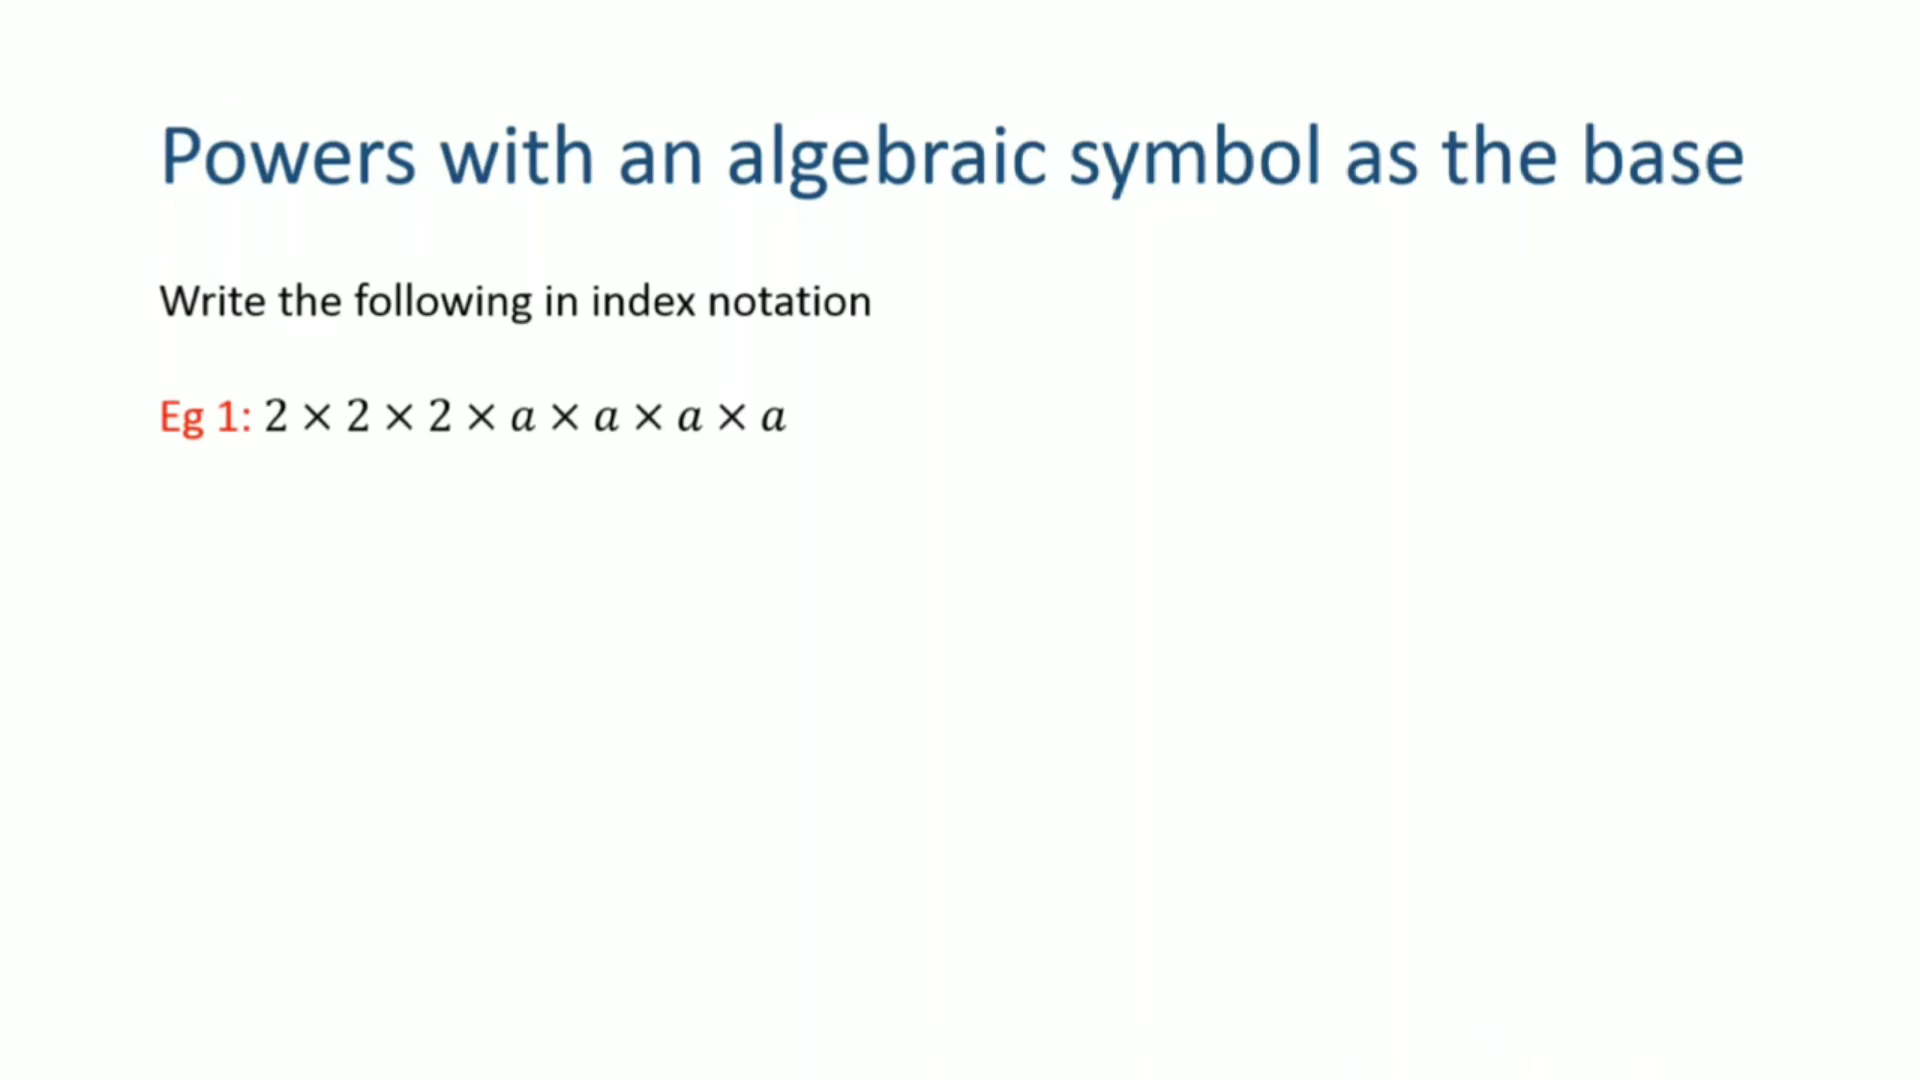 Powers with an algebraic symbol as the base
Write the following in index notation
Eg 1: 2 × 2 × 2 × a × a × a × a